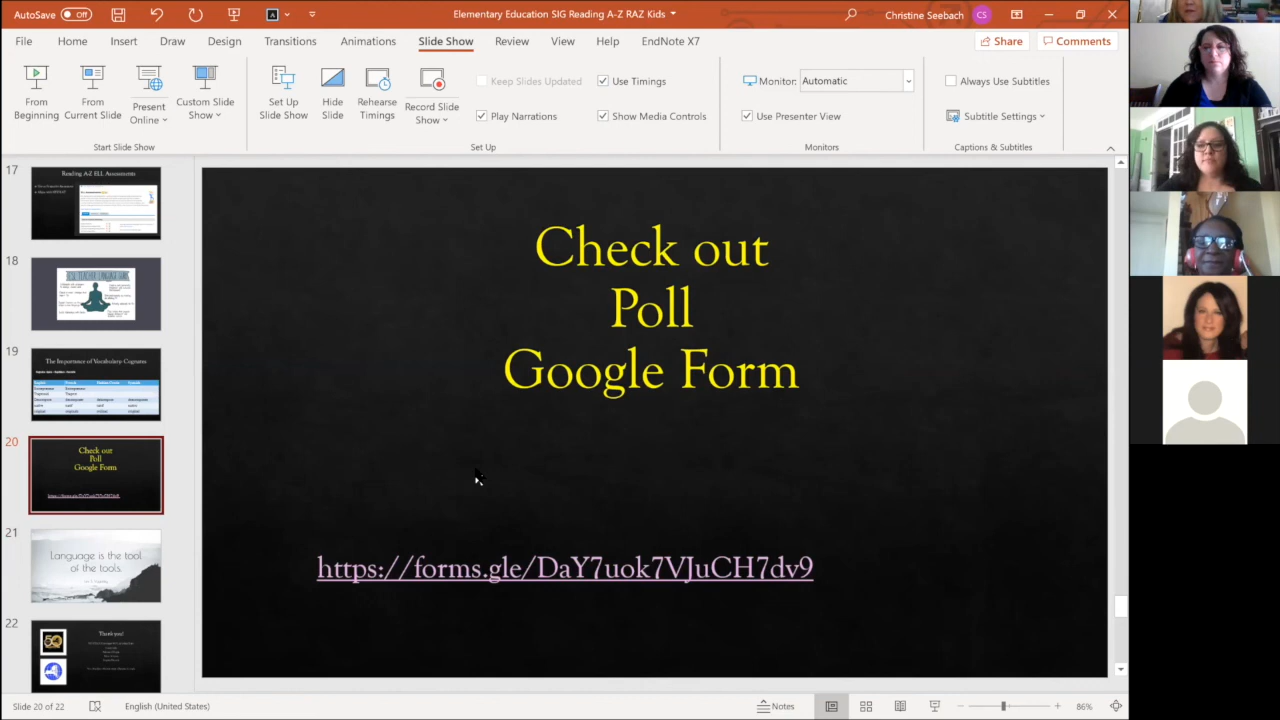 AutoSave Off
Elementary Education SIG Reading A-Z RAZ Kids
Christine Seebach CS
File Home Insert Draw Design Transitions Animations Slide Show Review View Help EndNote X7
Share Comments
From Beginning
From Current Slide
Present Online
Custom Slide Show
Set Up Slide Show
Hide Slide
Rehearse Timings
Record Slide Show
Keep Slides Updated
Use Timings
Play Narrations
Show Media Controls
Monitor: Automatic
Use Presenter View
Always Use Subtitles
Subtitle Settings
Start Slide Show
Set Up
Monitors
Captions & Subtitles
17
Reading A-Z ELL Assessments
18
19
The Importance of Vocabulary: Cognates
20
Check out
Poll
Google Form
https://forms.gle/DaY7uok7VJuCH7dv9
21
Language is the tool
of the tools.
22
50
Thank you!
Check out
Poll
Google Form
https://forms.gle/DaY7uok7VJuCH7dv9
Slide 20 of 22
English (United States)
Notes
86%